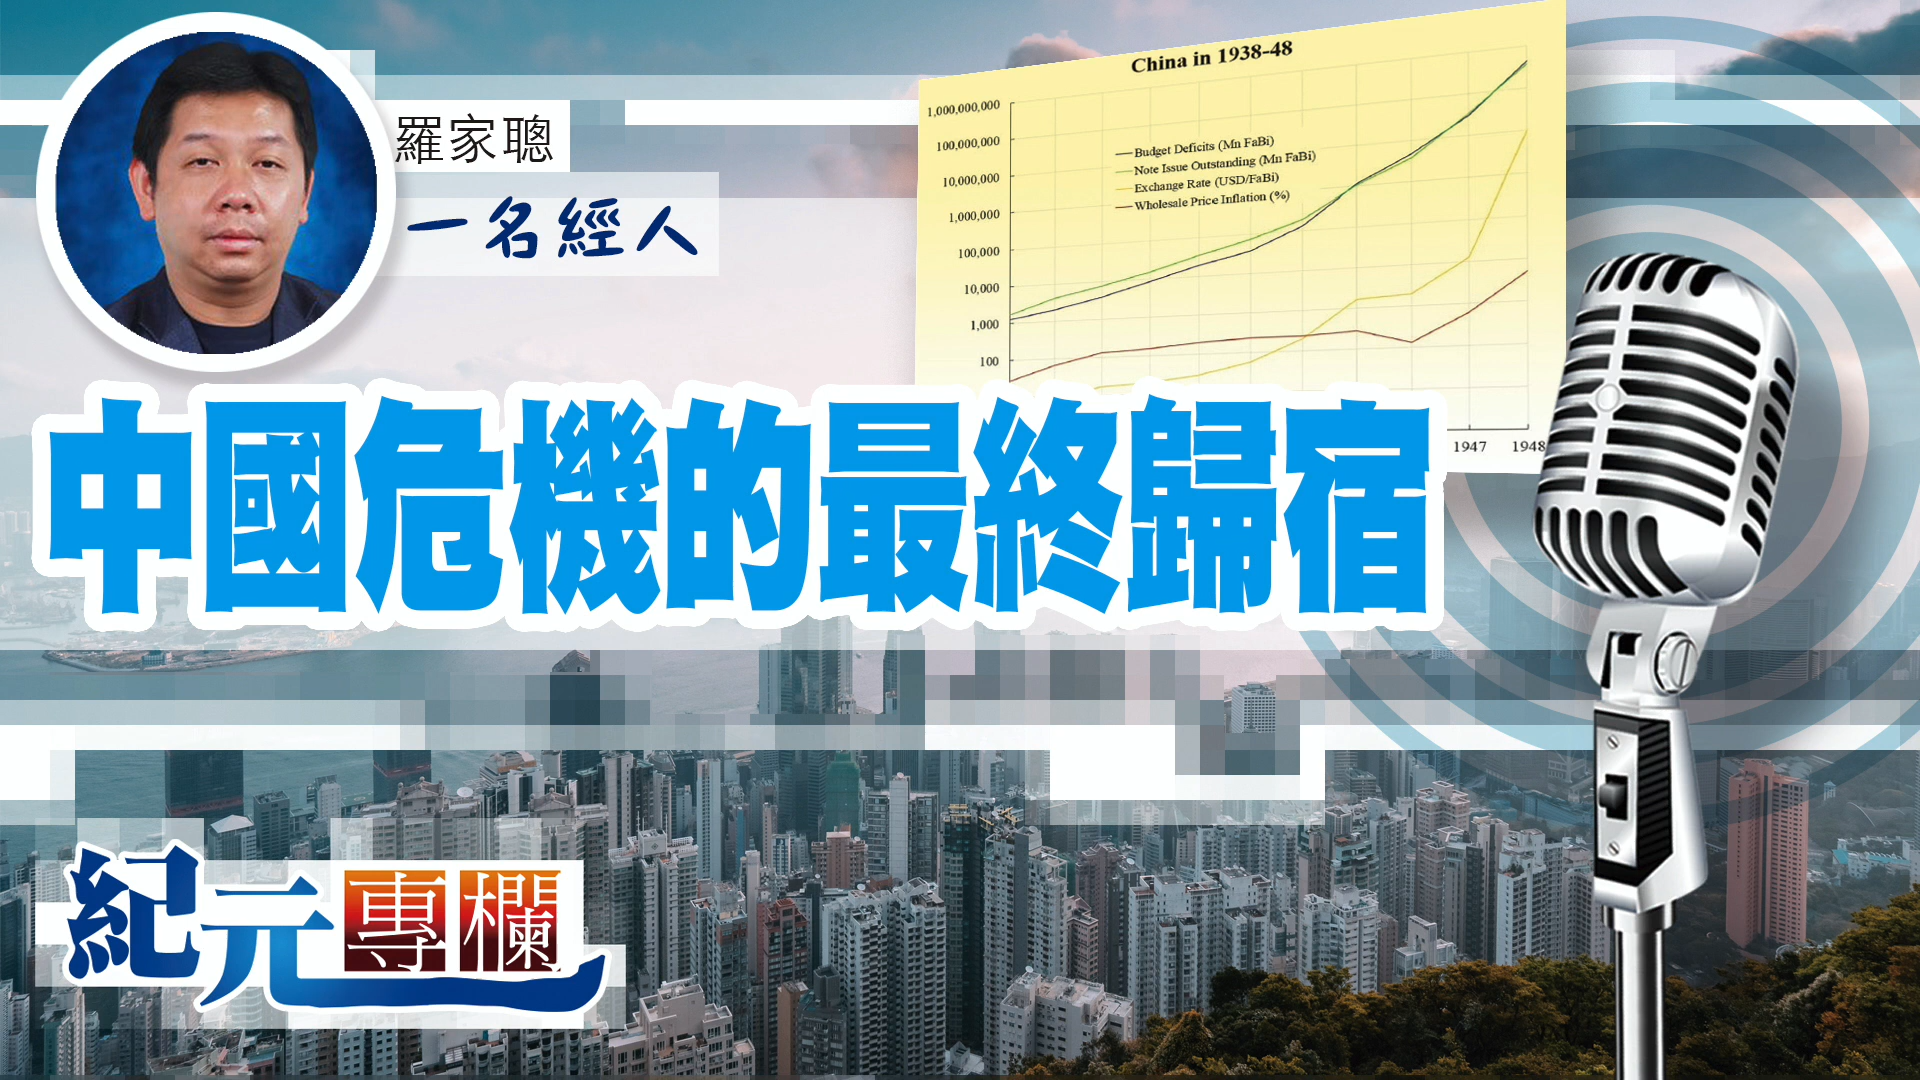 羅家聰
一名經人
China in 1938-48
1,000,000,000
100,000,000
10,000,000
1,000,000
100,000
10,000
1,000
100
Budget Deficits (Mn FaBi)
Note Issue Outstanding (Mn FaBi)
Exchange Rate (USD/FaBi)
Wholesale Price Inflation (%)
1947 1948
中國危機的最終歸宿
紀元專欄